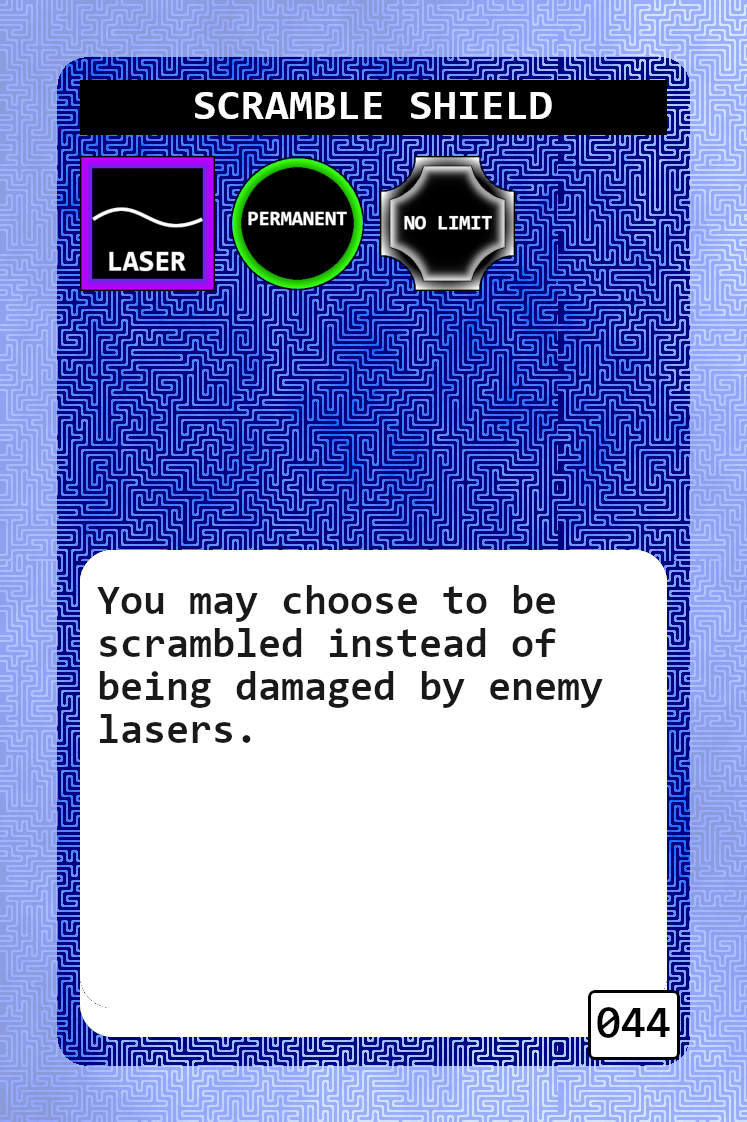 SCRAMBLE SHIELD
LASER
PERMANENT
NO LIMIT
You may choose to be
scrambled instead of
being damaged by enemy
lasers.
044